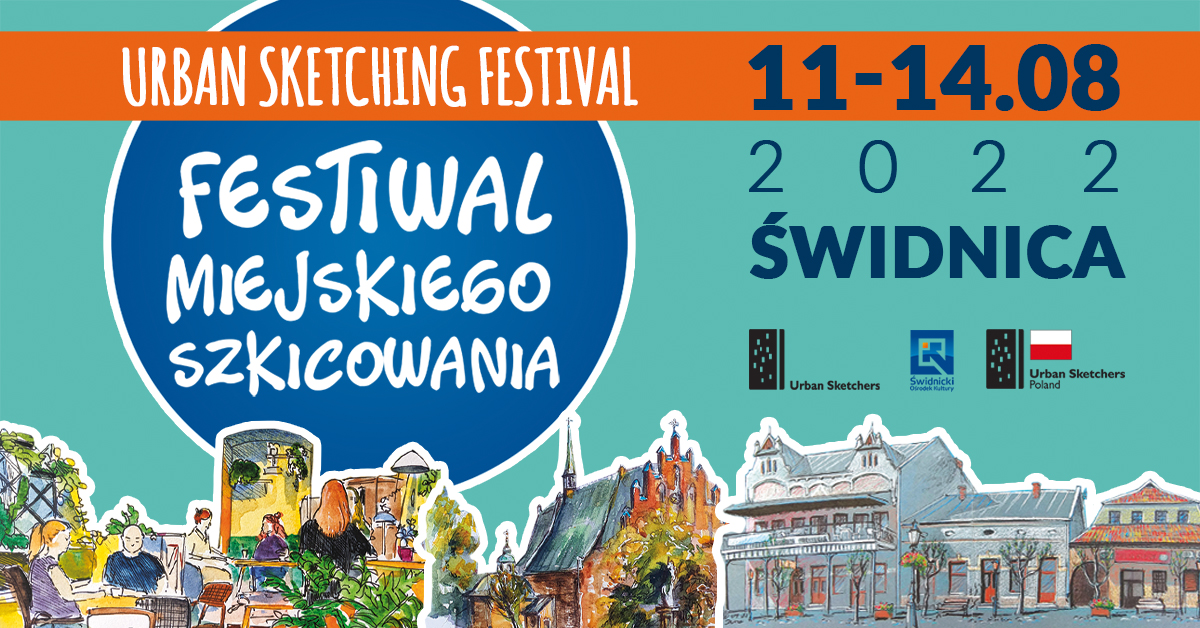 URBAN SKETCHING FESTIVAL
FESTIWAL
MIEJSKIEGO
SZKICOWANIA
11-14.08
2022
ŚWIDNICA
Urban Sketchers
Świdnicki
Ośrodek Kultury
Urban Sketchers
Poland